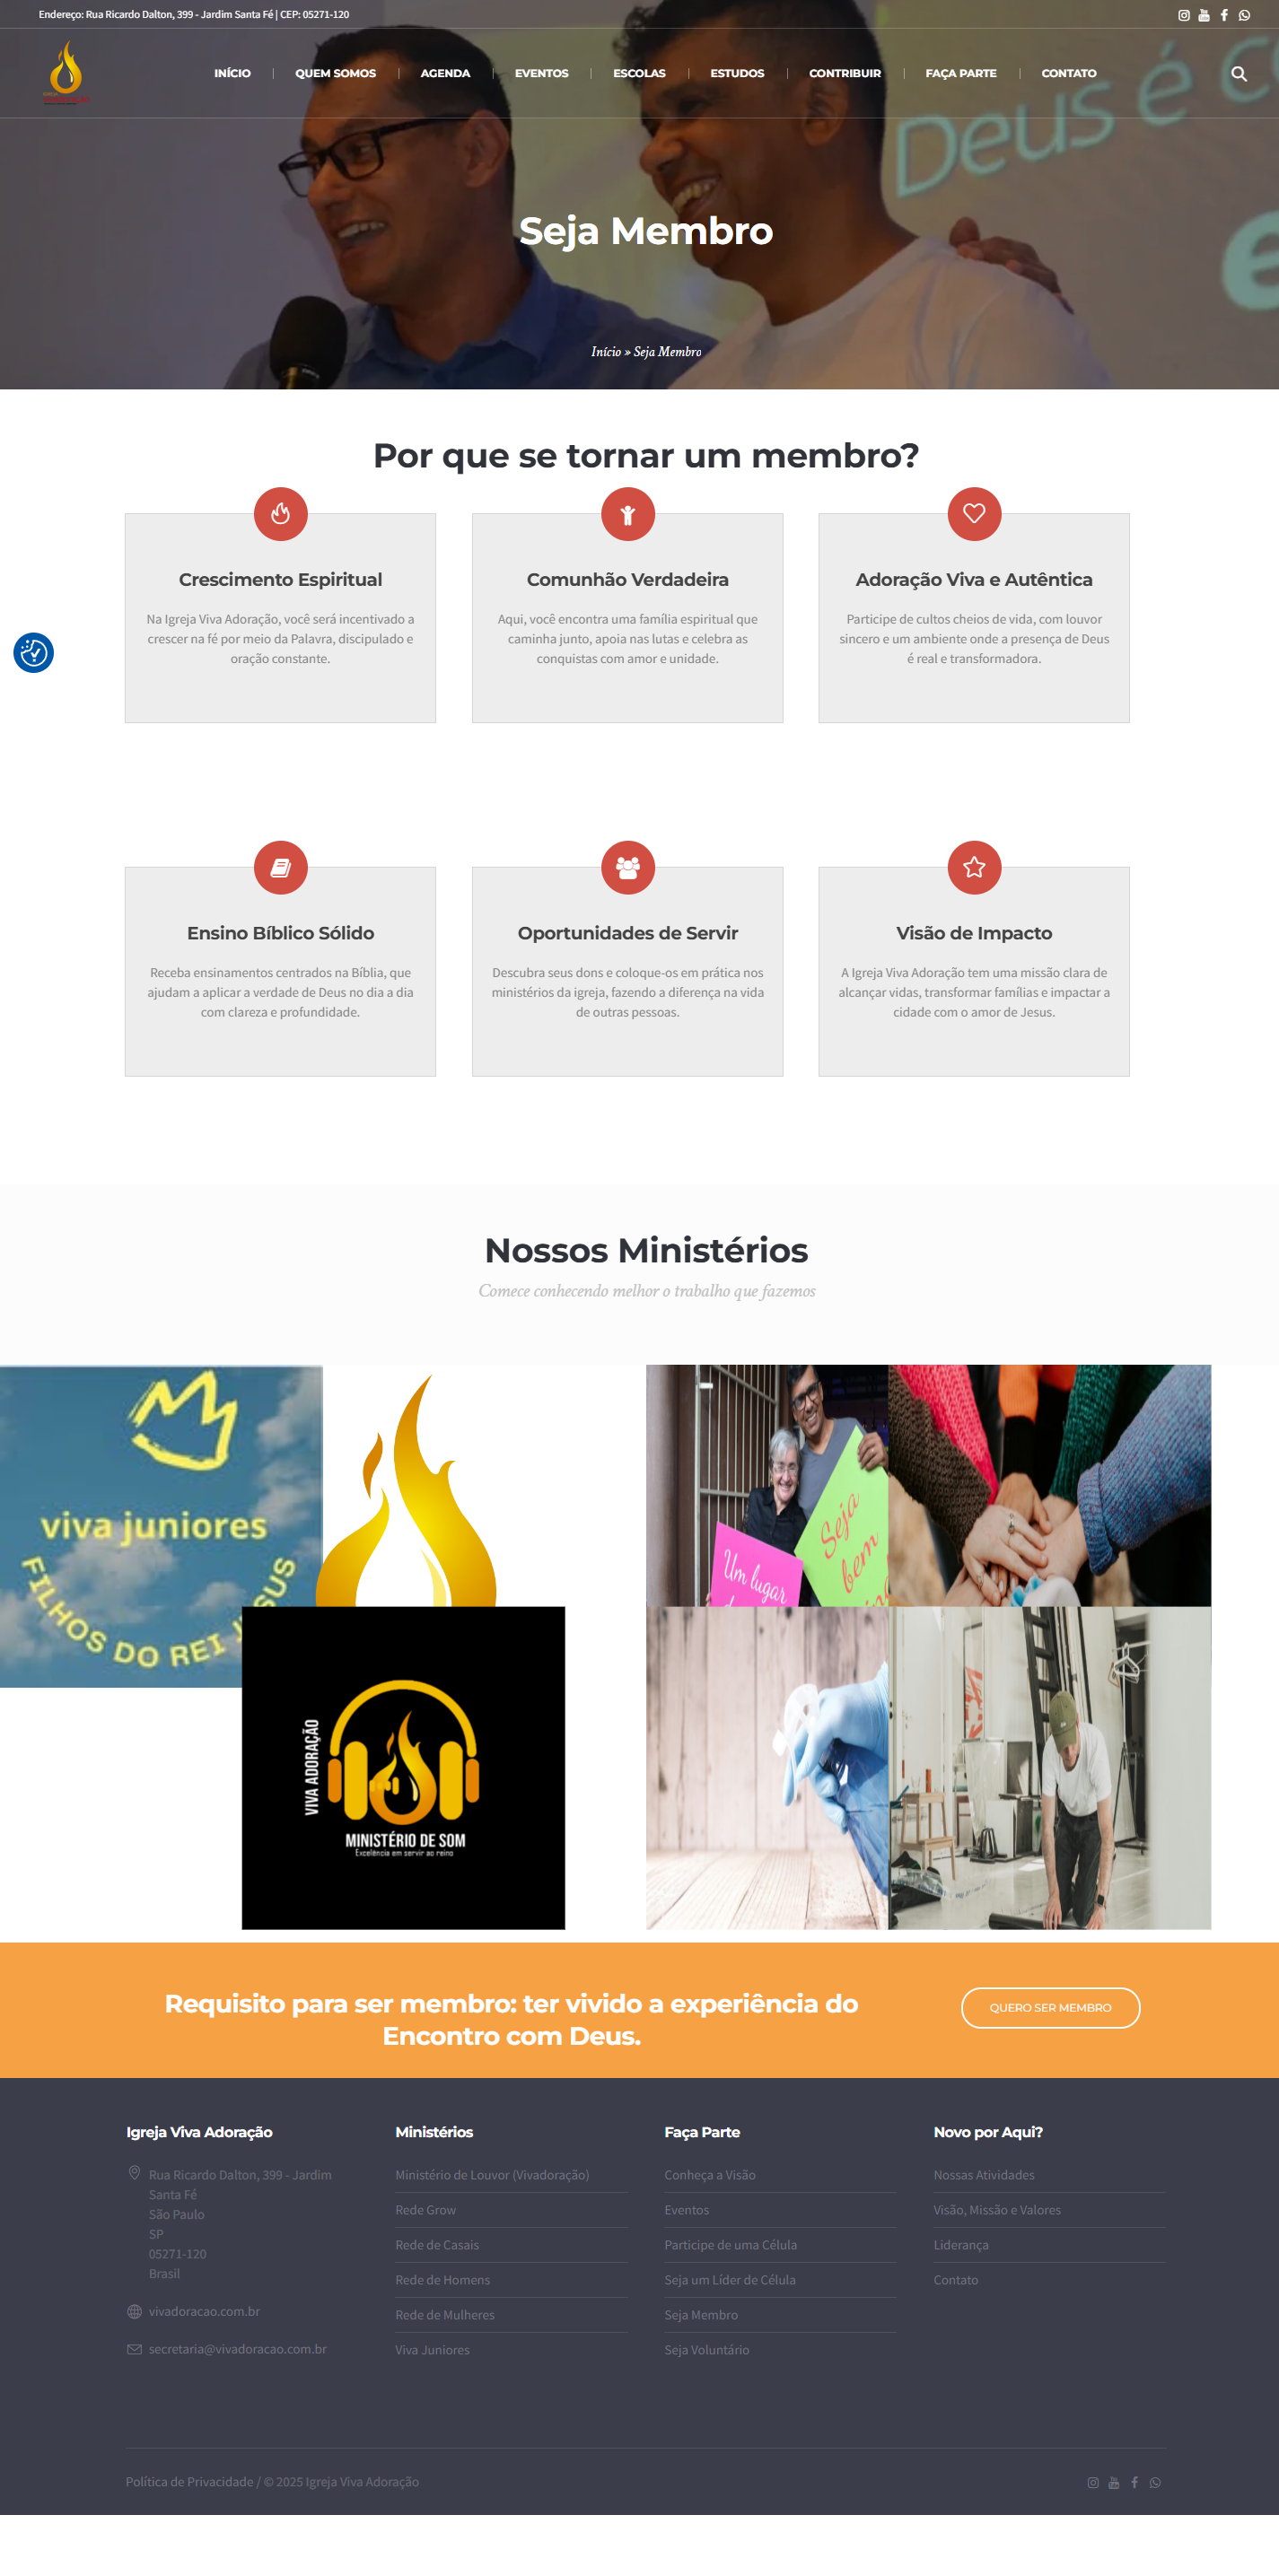 Endereço: Rua Ricardo Dalton, 399 - Jardim Santa Fé | CEP: 05271-120
INÍCIO
QUEM SOMOS
AGENDA
EVENTOS
ESCOLAS
ESTUDOS
CONTRIBUIR
FAÇA PARTE
CONTATO
Deus é
Seja Membro
Início » Seja Membro
Por que se tornar um membro?
Crescimento Espiritual
Na Igreja Viva Adoração, você será incentivado a
crescer na fé por meio da Palavra, discipulado e
oração constante.
Comunhão Verdadeira
Aqui, você encontra uma família espiritual que
caminha junto, apoia nas lutas e celebra as
conquistas com amor e unidade.
Adoração Viva e Autêntica
Participe de cultos cheios de vida, com louvor
sincero e um ambiente onde a presença de Deus
é real e transformadora.
Ensino Bíblico Sólido
Receba ensinamentos centrados na Bíblia, que
ajudam a aplicar a verdade de Deus no dia a dia
com clareza e profundidade.
Oportunidades de Servir
Descubra seus dons e coloque-os em prática nos
ministérios da igreja, fazendo a diferença na vida
de outras pessoas.
Visão de Impacto
A Igreja Viva Adoração tem uma missão clara de
alcançar vidas, transformar famílias e impactar a
cidade com o amor de Jesus.
Nossos Ministérios
Comece conhecendo melhor o trabalho que fazemos
viva juniores
FILHOS DO REI JESUS
Um lugar
Seja
bem
VIVA ADORAÇÃO
MINISTÉRIO DE SOM
Excelência em servir ao reino
Requisito para ser membro: ter vivido a experiência do
Encontro com Deus.
QUERO SER MEMBRO
Igreja Viva Adoração
Rua Ricardo Dalton, 399 - Jardim
Santa Fé
São Paulo
SP
05271-120
Brasil
vivadoracao.com.br
secretaria@vivadoracao.com.br
Ministérios
Ministério de Louvor (Vivadoração)
Rede Grow
Rede de Casais
Rede de Homens
Rede de Mulheres
Viva Juniores
Faça Parte
Conheça a Visão
Eventos
Participe de uma Célula
Seja um Líder de Célula
Seja Membro
Seja Voluntário
Novo por Aqui?
Nossas Atividades
Visão, Missão e Valores
Liderança
Contato
Política de Privacidade / © 2025 Igreja Viva Adoração